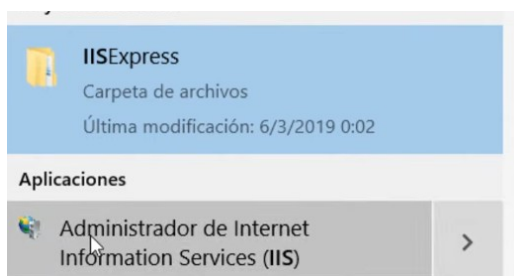 IISExpress
Carpeta de archivos
Última modificación: 6/3/2019 0:02
Aplicaciones
Administrador de Internet
Information Services (IIS)